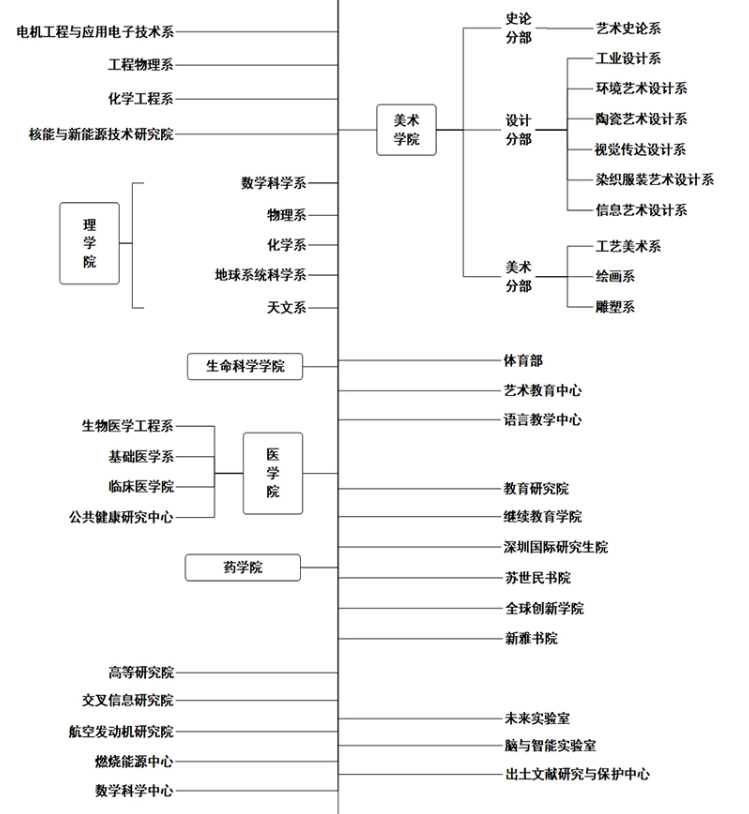 电机工程与应用电子技术系
工程物理系
化学工程系
核能与新能源技术研究院
理
学
院
数学科学系
物理系
化学系
地球系统科学系
天文系
生命科学学院
生物医学工程系
基础医学系
临床医学院
公共健康研究中心
医
学
院
药学院
高等研究院
交叉信息研究院
航空发动机研究院
燃烧能源中心
数学科学中心
美术
学院
史论
分部
艺术史论系
设计
分部
工业设计系
环境艺术设计系
陶瓷艺术设计系
视觉传达设计系
染织服装艺术设计系
信息艺术设计系
美术
分部
工艺美术系
绘画系
雕塑系
体育部
艺术教育中心
语言教学中心
教育研究院
继续教育学院
深圳国际研究生院
苏世民书院
全球创新学院
新雅书院
未来实验室
脑与智能实验室
出土文献研究与保护中心